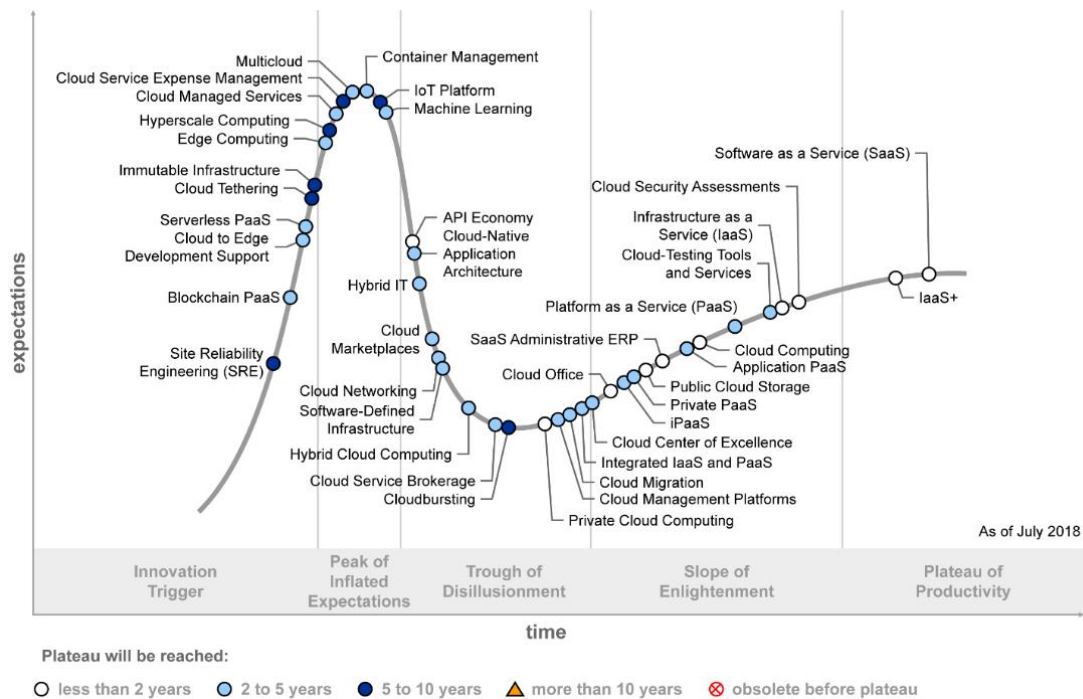 Multicloud
Container Management
Cloud Service Expense Management
IoT Platform
Cloud Managed Services
Machine Learning
Hyperscale Computing
Edge Computing
Immutable Infrastructure
Cloud Tethering
Serverless PaaS
Cloud to Edge
Development Support
Blockchain PaaS
Site Reliability
Engineering (SRE)
API Economy
Cloud-Native
Application
Architecture
Hybrid IT
Cloud
Marketplaces
Cloud Networking
Software-Defined
Infrastructure
Hybrid Cloud Computing
Cloud Service Brokerage
Cloudbursting
Software as a Service (SaaS)
Cloud Security Assessments
Infrastructure as a
Service (IaaS)
Cloud-Testing Tools
and Services
IaaS+
Platform as a Service (PaaS)
SaaS Administrative ERP
Cloud Computing
Application PaaS
Cloud Office
Public Cloud Storage
Private PaaS
iPaaS
Cloud Center of Excellence
Integrated IaaS and PaaS
Cloud Migration
Cloud Management Platforms
Private Cloud Computing
As of July 2018
expectations
Innovation
Trigger
Peak of
Inflated
Expectations
Trough of
Disillusionment
Slope of
Enlightenment
Plateau of
Productivity
time
Plateau will be reached:
less than 2 years
2 to 5 years
5 to 10 years
more than 10 years
obsolete before plateau